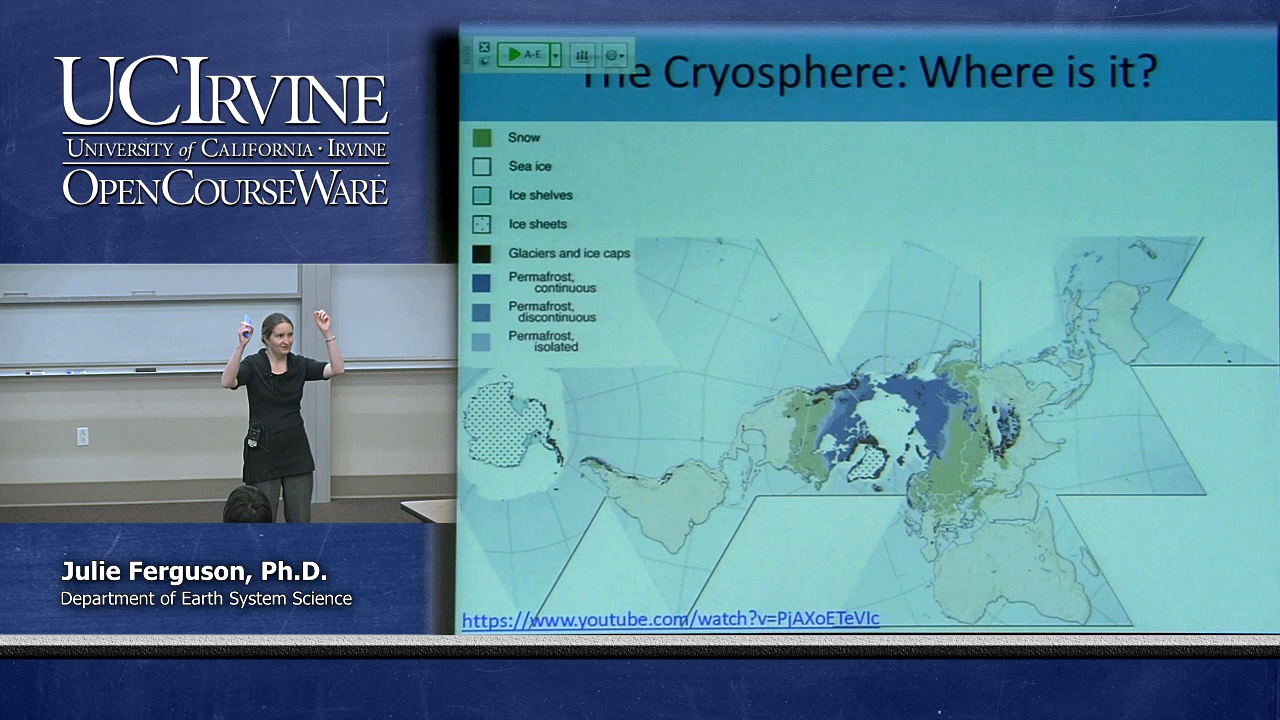 UCIRVINE
UNIVERSITY of CALIFORNIA · IRVINE
OPENCOURSEWARE
A-E
The Cryosphere: Where is it?
Snow
Sea ice
Ice shelves
Ice sheets
Glaciers and ice caps
Permafrost,
continuous
Permafrost,
discontinuous
Permafrost,
isolated
https://www.youtube.com/watch?v=PjAXoETeVIc
Julie Ferguson, Ph.D.
Department of Earth System Science